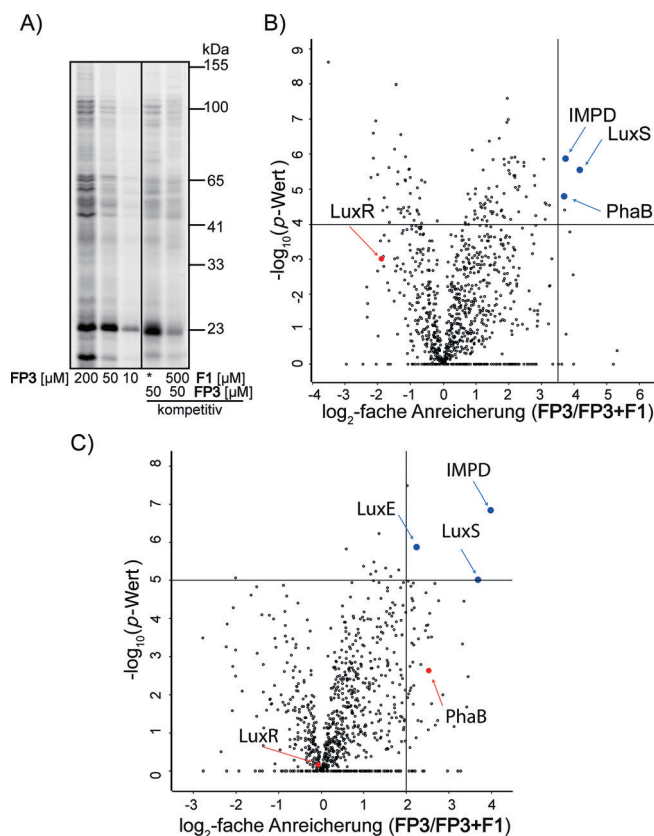 A)
kDa
155
100
65
41
33
23
FP3 [µM] 200 50 10 * 500 F1 [µM]
50 50 FP3 [µM]
kompetitiv
B)
9
8
7
6
5
4
3
2
1
0
-log10(p-Wert)
IMPD
LuxS
PhaB
LuxR
-4 -3 -2 -1 0 1 2 3 4 5 6
log2-fache Anreicherung (FP3/FP3+F1)
C)
8
7
6
5
4
3
2
1
0
-log10(p-Wert)
IMPD
LuxE
LuxS
PhaB
LuxR
-3 -2 -1 0 1 2 3 4
log2-fache Anreicherung (FP3/FP3+F1)